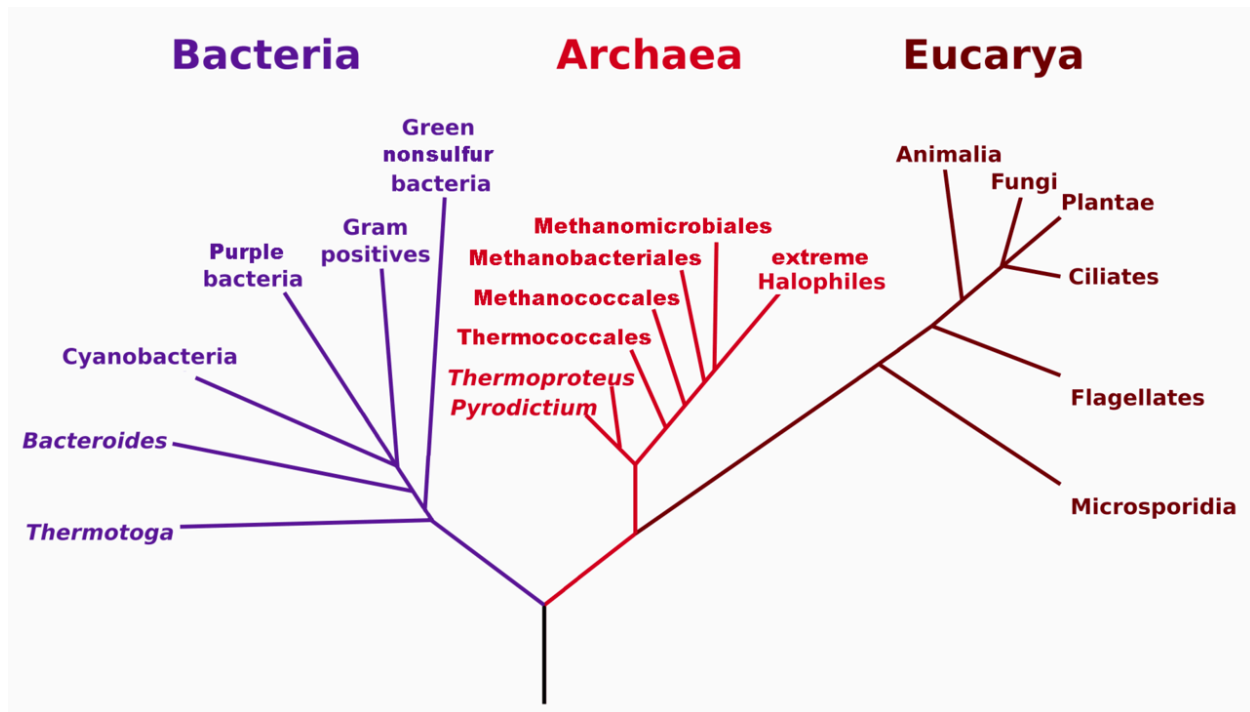 Bacteria
Archaea
Eucarya
Green
nonsulfur
bacteria
Gram
positives
Purple
bacteria
Cyanobacteria
Bacteroides
Thermotoga
Methanomicrobiales
Methanobacteriales
extreme
Halophiles
Methanococcales
Thermococcales
Thermoproteus
Pyrodictium
Animalia
Fungi
Plantae
Ciliates
Flagellates
Microsporidia